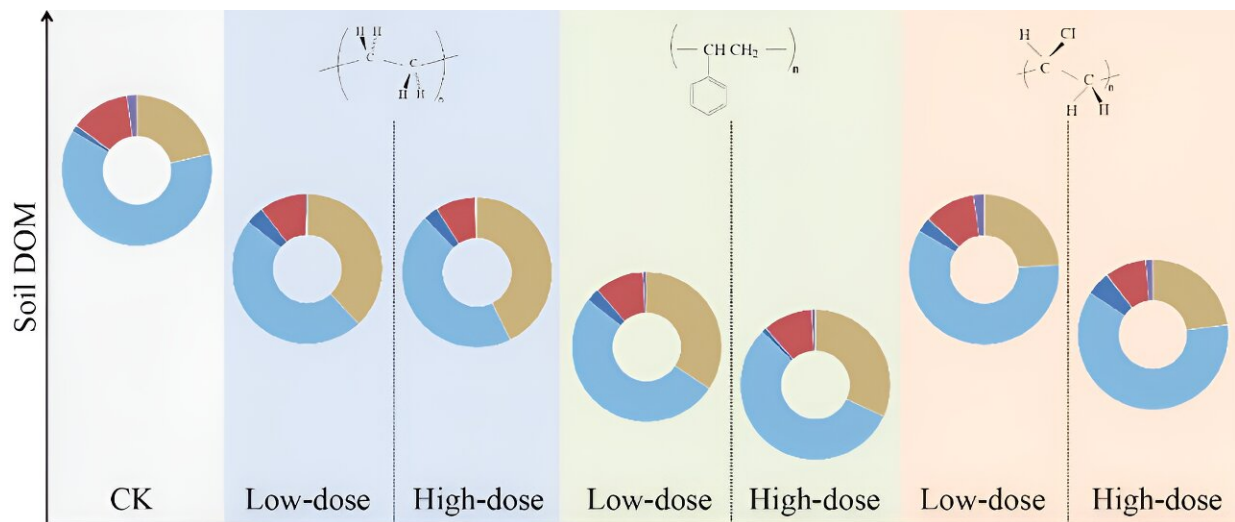 Soil DOM
H H
C
C
H H
n
CH CH₂
n
H Cl
C
C
n
H H
CK
Low-dose
High-dose
Low-dose
High-dose
Low-dose
High-dose